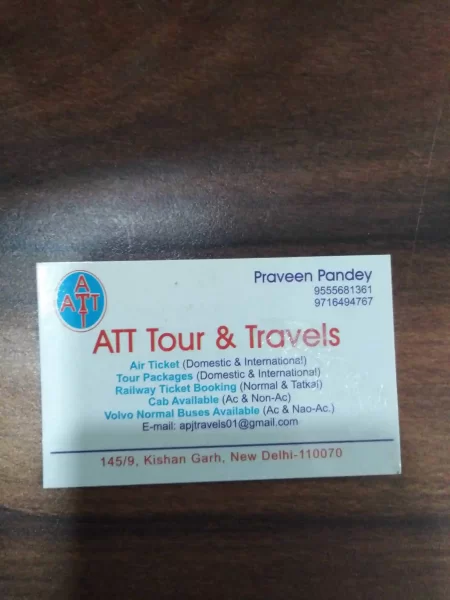 ATT
Praveen Pandey
9555681361
9716494767
ATT Tour & Travels
Air Ticket (Domestic & International)
Tour Packages (Domestic & International)
Railway Ticket Booking (Normal & Tatkal)
Cab Available (Ac & Non-Ac)
Volvo Normal Buses Available (Ac & Nao-Ac.)
E-mail: apjtravels01@gmail.com
145/9, Kishan Garh, New Delhi-110070